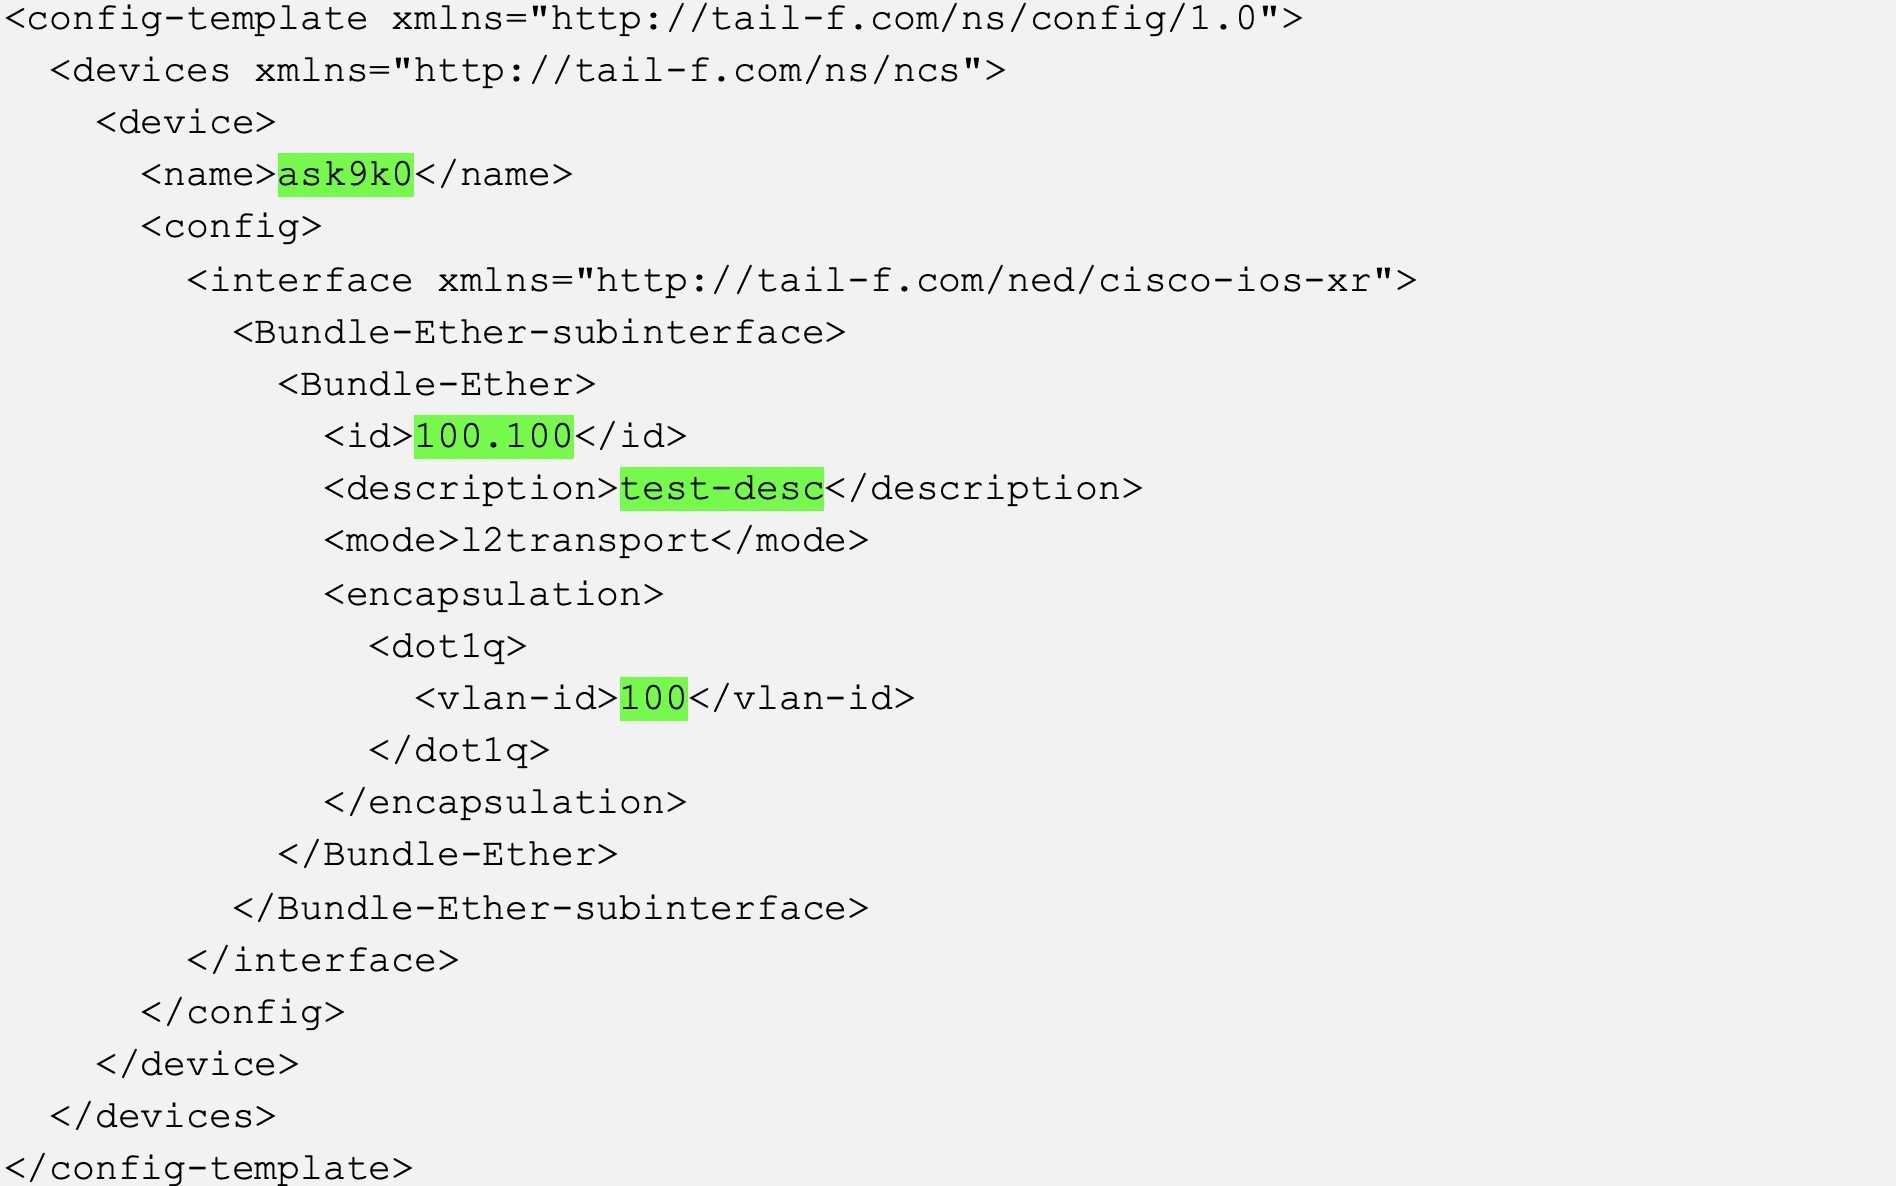 <config-template xmlns="http://tail-f.com/ns/config/1.0">
  <devices xmlns="http://tail-f.com/ns/ncs">
    <device>
      <name>ask9k0</name>
      <config>
        <interface xmlns="http://tail-f.com/ned/cisco-ios-xr">
          <Bundle-Ether-subinterface>
            <Bundle-Ether>
              <id>100.100</id>
              <description>test-desc</description>
              <mode>l2transport</mode>
              <encapsulation>
                <dot1q>
                  <vlan-id>100</vlan-id>
                </dot1q>
              </encapsulation>
            </Bundle-Ether>
          </Bundle-Ether-subinterface>
        </interface>
      </config>
    </device>
  </devices>
</config-template>